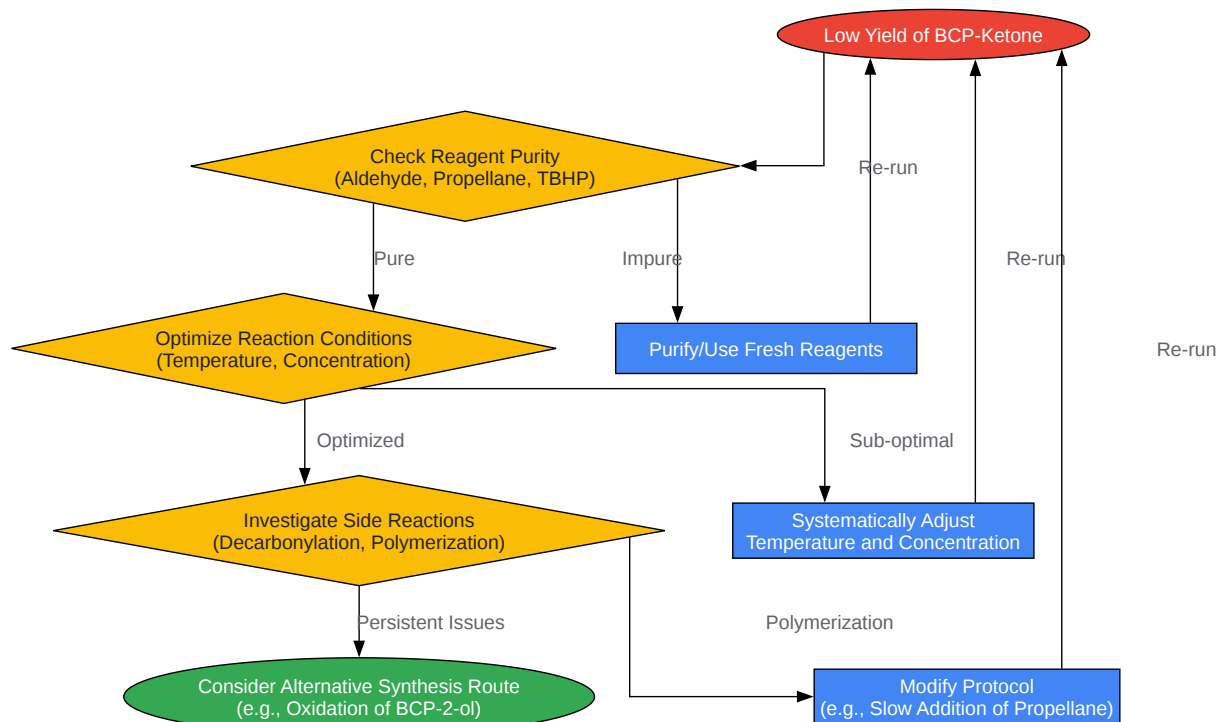 Low Yield of BCP-Ketone
Check Reagent Purity
(Aldehyde, Propellane, TBHP)
Re-run
Pure
Impure
Re-run
Optimize Reaction Conditions
(Temperature, Concentration)
Purify/Use Fresh Reagents
Re-run
Optimized
Sub-optimal
Investigate Side Reactions
(Decarbonylation, Polymerization)
Systematically Adjust
Temperature and Concentration
Persistent Issues
Polymerization
Consider Alternative Synthesis Route
(e.g., Oxidation of BCP-2-ol)
Modify Protocol
(e.g., Slow Addition of Propellane)